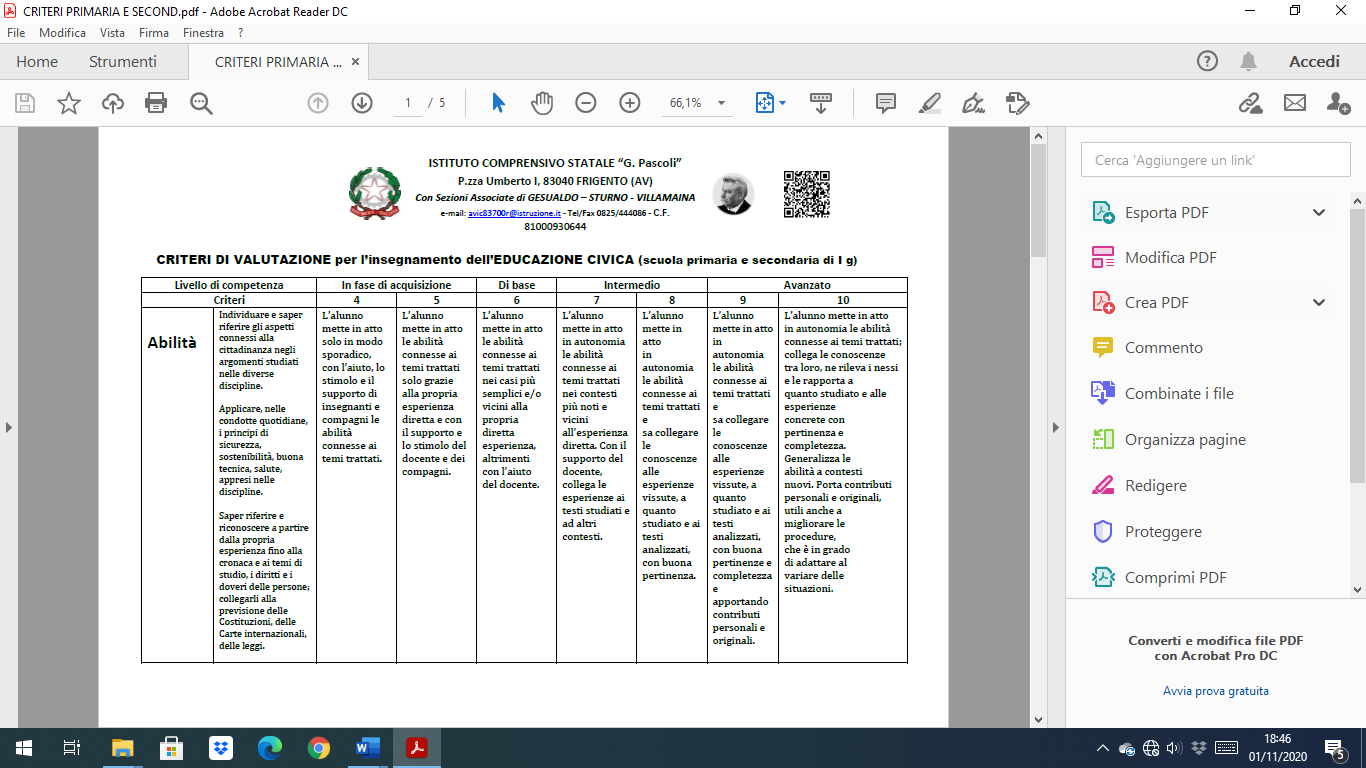 CRITERI PRIMARIA E SECOND.pdf - Adobe Acrobat Reader DC
File Modifica Vista Firma Finestra ?
Home Strumenti CRITERI PRIMARIA ... × Accedi
1 / 5 66,1%
ISTITUTO COMPRENSIVO STATALE “G. Pascoli”
P.zza Umberto I, 83040 FRIGENTO (AV)
Con Sezioni Associate di GESUALDO – STURNO - VILLAMAINA
e-mail: avic83700r@istruzione.it - Tel/Fax 0825/444086 - C.F.
81000930644
CRITERI DI VALUTAZIONE per l’insegnamento dell’EDUCAZIONE CIVICA (scuola primaria e secondaria di I g)
Livello di competenza In fase di acquisizione Di base Intermedio Avanzato
Criteri 4 5 6 7 8 9 10
Abilità
Individuare e saper
riferire gli aspetti
connessi alla
cittadinanza negli
argomenti studiati
nelle diverse
discipline.
Applicare, nelle
condotte quotidiane,
i principi di
sicurezza,
sostenibilità, buona
tecnica, salute,
appresi nelle
discipline.
Saper riferire e
riconoscere a partire
dalla propria
esperienza fino alla
cronaca e ai temi di
studio, i diritti e i
doveri delle persone;
collegarli alla
previsione delle
Costituzioni, delle
Carte internazionali,
delle leggi.
L’alunno
mette in atto
solo in modo
sporadico,
con l’aiuto, lo
stimolo e il
supporto di
insegnanti e
compagni le
abilità
connesse ai
temi trattati.
L’alunno
mette in atto
le abilità
connesse ai
temi trattati
solo grazie
alla propria
esperienza
diretta e con
il supporto e
lo stimolo del
docente e dei
compagni.
L’alunno
mette in atto
le abilità
connesse ai
temi trattati
nei casi più
semplici e/o
vicini alla
propria
diretta
esperienza,
altrimenti
con l’aiuto
del docente.
L’alunno
mette in atto
in autonomia
le abilità
connesse ai
temi trattati
nei contesti
più noti e
vicini
all’esperienza
diretta. Con il
supporto del
docente,
collega le
esperienze ai
testi studiati e
ad altri
contesti.
L’alunno
mette in
atto
in
autonomia
le abilità
connesse ai
temi trattati
e
sa collegare
le
conoscenze
alle
esperienze
vissute, a
quanto
studiato e ai
testi
analizzati,
con buona
pertinenza.
L’alunno
mette in atto
in
autonomia
le abilità
connesse ai
temi trattati
e
sa collegare
le
conoscenze
alle
esperienze
vissute, a
quanto
studiato e ai
testi
analizzati,
con buona
pertinenze e
completezza
e
apportando
contributi
personali e
originali.
L’alunno mette in atto
in autonomia le abilità
connesse ai temi trattati;
collega le conoscenze
tra loro, ne rileva i nessi
e le rapporta a
quanto studiato e alle
esperienze
concrete con
pertinenza e
completezza.
Generalizza le
abilità a contesti
nuovi. Porta contributi
personali e originali,
utili anche a
migliorare le
procedure,
che è in grado
di adattare al
variare delle
situazioni.
Cerca 'Aggiungere un link'
Esporta PDF
Modifica PDF
Crea PDF
Commento
Combinate i file
Organizza pagine
Redigere
Proteggere
Comprimi PDF
Converti e modifica file PDF
con Acrobat Pro DC
Avvia prova gratuita
18:46
01/11/2020
5